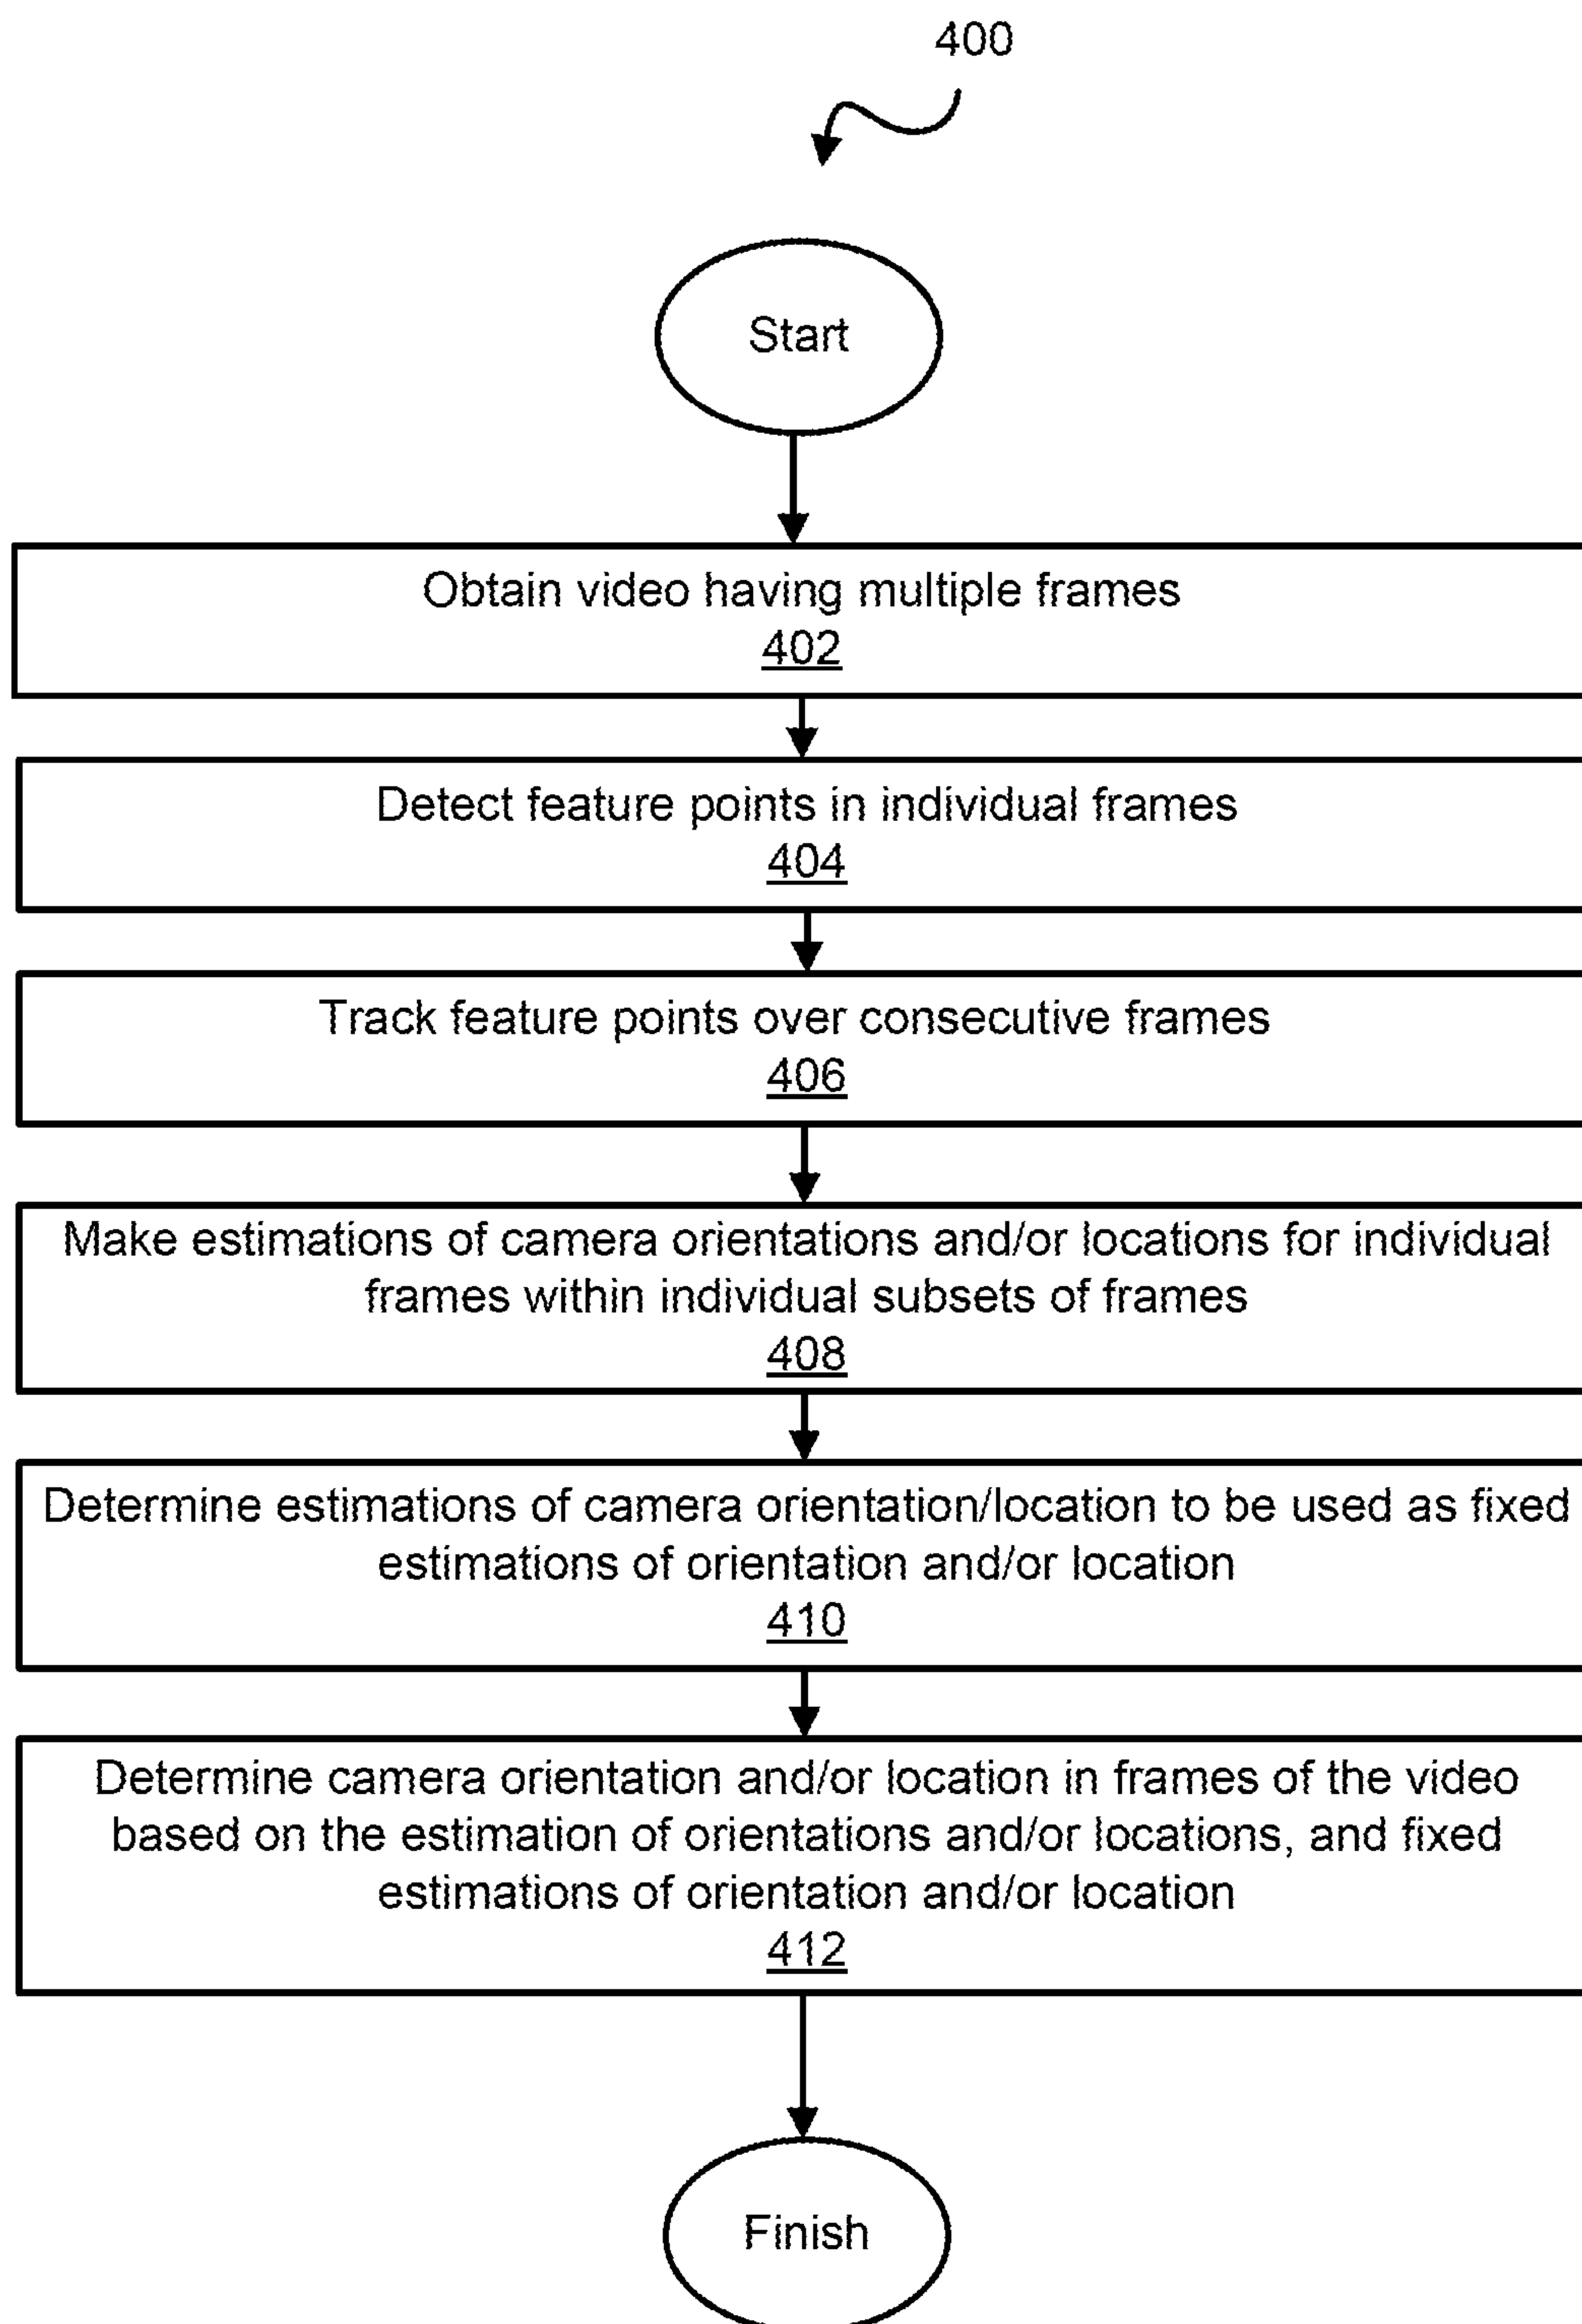 400
Start
Obtain video having multiple frames
402
Detect feature points in individual frames
404
Track feature points over consecutive frames
406
Make estimations of camera orientations and/or locations for individual
frames within individual subsets of frames
408
Determine estimations of camera orientation/location to be used as fixed
estimations of orientation and/or location
410
Determine camera orientation and/or location in frames of the video
based on the estimation of orientations and/or locations, and fixed
estimations of orientation and/or location
412
Finish